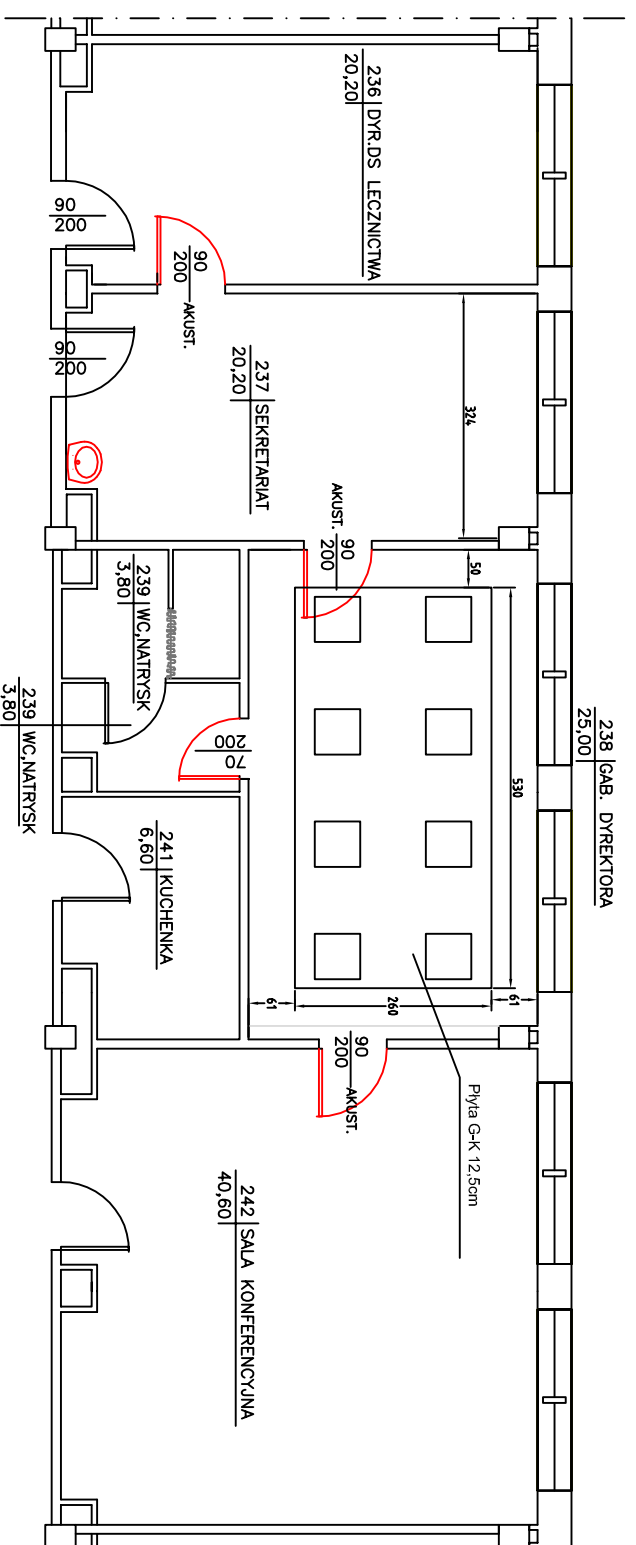 236 DYR.DS LECZNICTWA
20,20
90
200
90
200
AKUST.
90
200
237 SEKRETARIAT
20,20
324
AKUST.
90
200
50
530
238 GAB. DYREKTORA
25,00
239 WC,NATRYSK
3,80
239 WC,NATRYSK
3,80
70
200
241 KUCHENKA
6,60
61
260
61
90
200
AKUST.
Płyta G-K 12,5cm
242 SALA KONFERENCYJNA
40,60